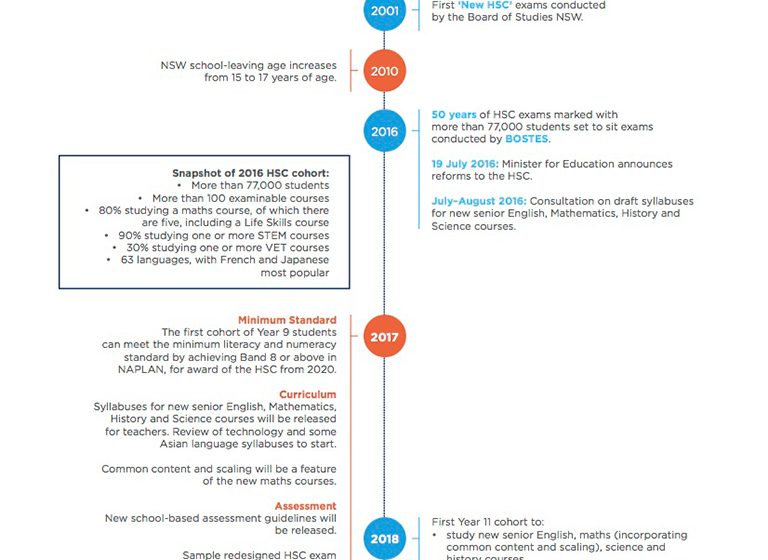 2001
First 'New HSC' exams conducted
by the Board of Studies NSW.
NSW school-leaving age increases
from 15 to 17 years of age.
2010
2016
50 years of HSC exams marked with
more than 77,000 students set to sit exams
conducted by BOSTES.
19 July 2016: Minister for Education announces
reforms to the HSC.
July–August 2016: Consultation on draft syllabuses
for new senior English, Mathematics, History and
Science courses.
Snapshot of 2016 HSC cohort:
• More than 77,000 students
• More than 100 examinable courses
• 80% studying a maths course, of which there
are five, including a Life Skills course
• 90% studying one or more STEM courses
• 30% studying one or more VET courses
• 63 languages, with French and Japanese
most popular
2017
Minimum Standard
The first cohort of Year 9 students
can meet the minimum literacy and numeracy
standard by achieving Band 8 or above in
NAPLAN, for award of the HSC from 2020.
Curriculum
Syllabuses for new senior English, Mathematics,
History and Science courses will be released
for teachers. Review of technology and some
Asian language syllabuses to start.
Common content and scaling will be a feature
of the new maths courses.
Assessment
New school-based assessment guidelines will
be released.
Sample redesigned HSC exam
2018
First Year 11 cohort to:
• study new senior English, maths (incorporating
common content and scaling), science and
history courses